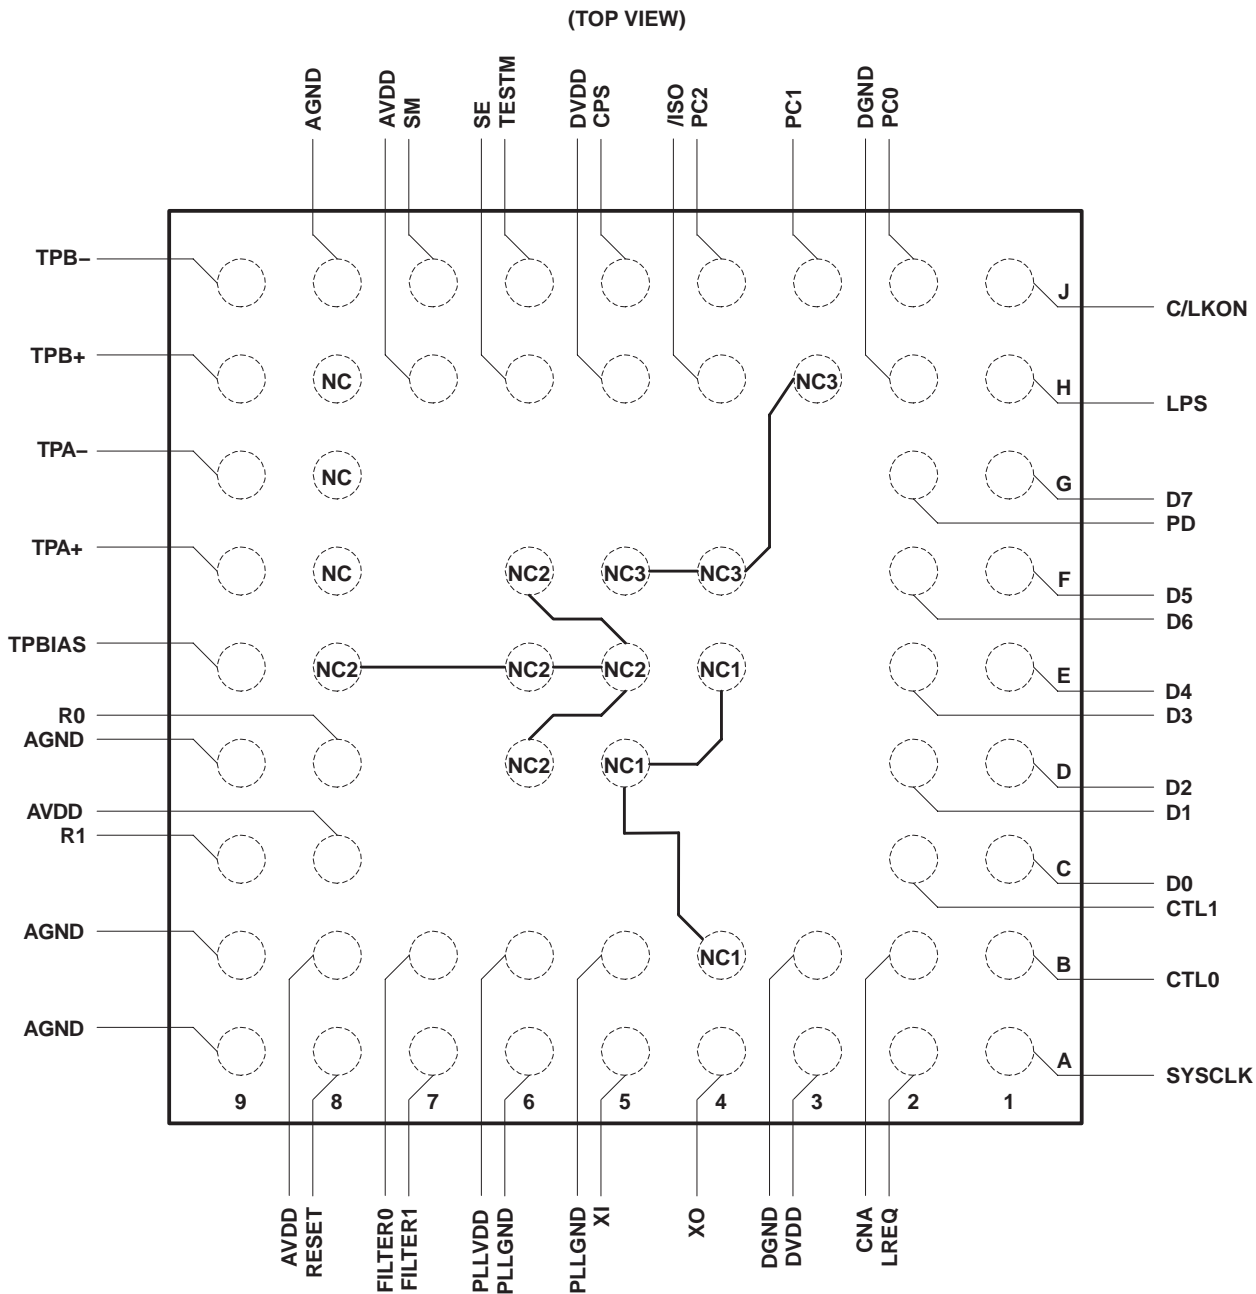 (TOP VIEW)
AGND
AVDD
SM
SE
TESTM
DVDD
CPS
/ISO
PC2
PC1
DGND
PC0
TPB–
J
C/LKON
TPB+
NC
NC3
H
LPS
TPA–
NC
G
D7
PD
TPA+
NC
NC2
NC3
NC3
F
D5
D6
TPBIAS
NC2
NC2
NC2
NC1
E
D4
D3
R0
AGND
NC2
NC1
D
D2
D1
AVDD
R1
C
D0
CTL1
AGND
NC1
B
CTL0
AGND
A
SYSCLK
9 8 7 6 5 4 3 2 1
AVDD
RESET
FILTER0
FILTER1
PLLVDD
PLLGND
PLLGND
XI
XO
DGND
DVDD
CNA
LREQ